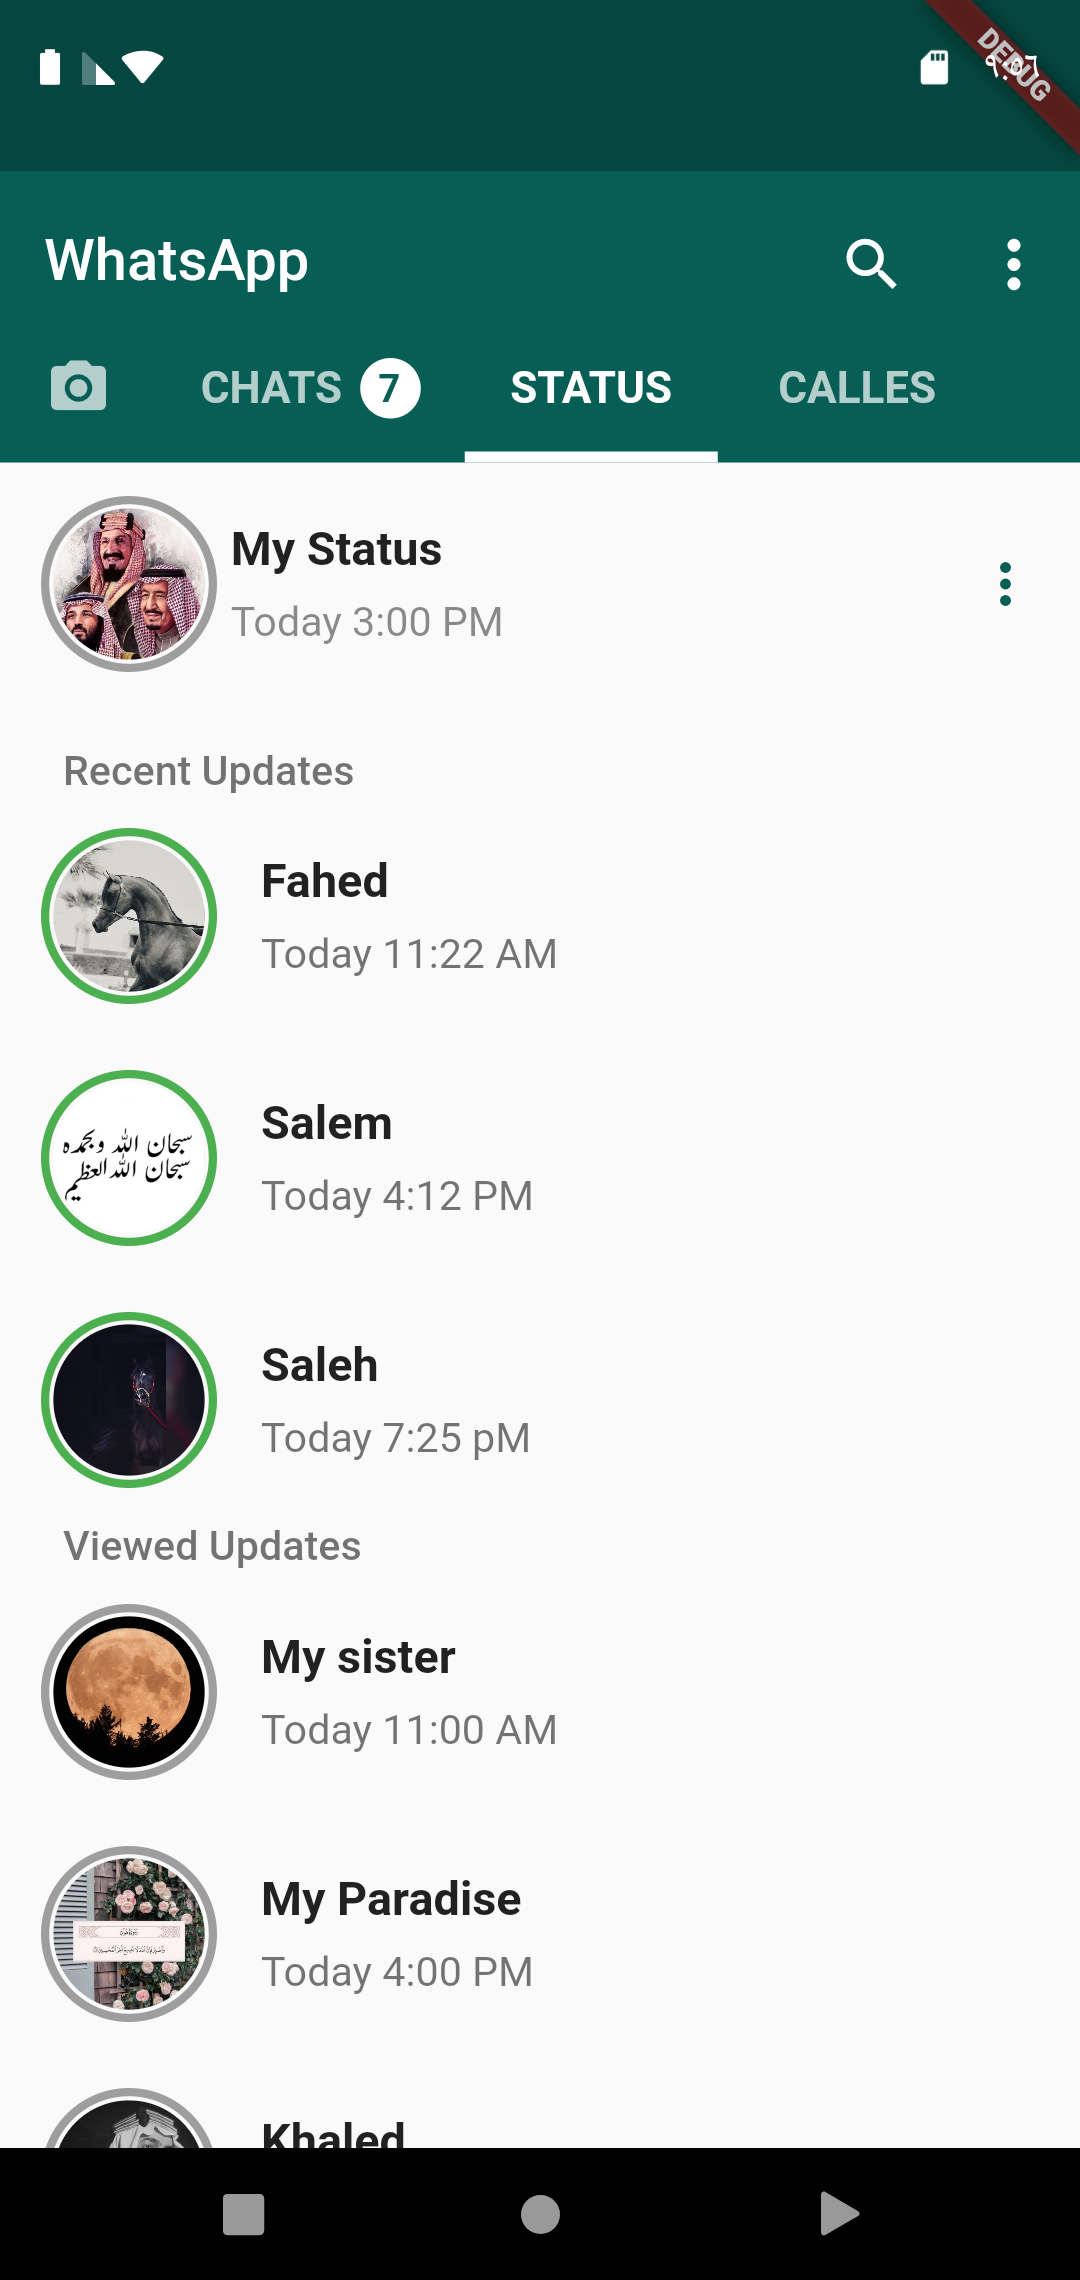 DEBUG
WhatsApp
CHATS 7 STATUS CALLES
My Status
Today 3:00 PM
Recent Updates
Fahed
Today 11:22 AM
سبحان الله وبحمده
سبحان الله العظيم
Salem
Today 4:12 PM
Saleh
Today 7:25 pM
Viewed Updates
My sister
Today 11:00 AM
My Paradise
Today 4:00 PM
Khaled